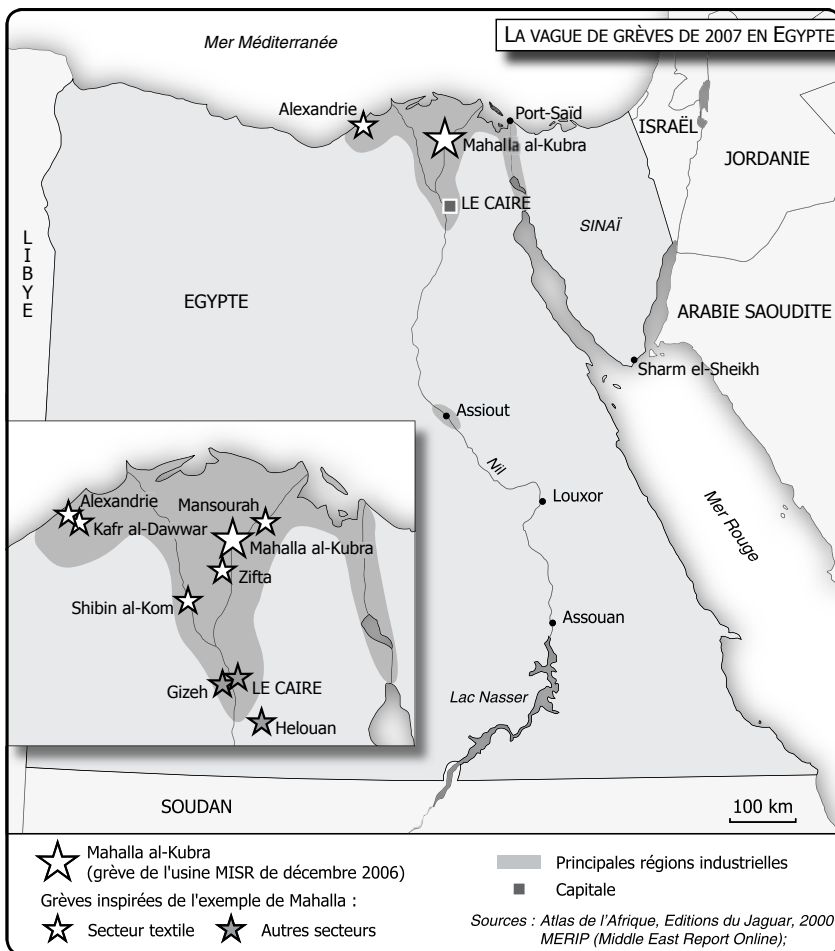 LA VAGUE DE GRÈVES DE 2007 EN EGYPTE
Mer Méditerranée
Alexandrie
Port-Saïd
Mahalla al-Kubra
ISRAËL
JORDANIE
LE CAIRE
SINAÏ
LIBYE
EGYPTE
ARABIE SAOUDITE
Sharm el-Sheikh
Assiout
Nil
Louxor
Mer Rouge
Assouan
Lac Nasser
SOUDAN
100 km
Alexandrie
Kafr al-Dawwar
Mansourah
Mahalla al-Kubra
Zifta
Shibin al-Kom
Gizeh
LE CAIRE
Helouan
Mahalla al-Kubra
(grève de l'usine MISR de décembre 2006)
Grèves inspirées de l'exemple de Mahalla :
Secteur textile
Autres secteurs
Principales régions industrielles
Capitale
Sources : Atlas de l'Afrique, Editions du Jaguar, 2000
MERIP (Middle East Report Online);